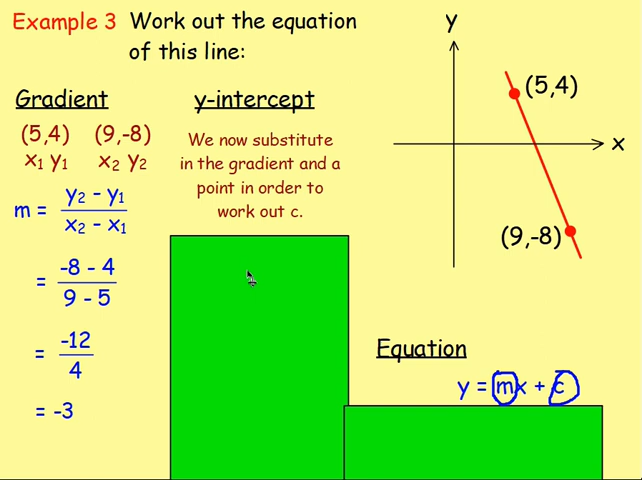 Example 3 Work out the equation
of this line:
Gradient
(5,4) (9,-8)
x₁ y₁ x₂ y₂
m = y₂ - y₁
x₂ - x₁
= -8 - 4
9 - 5
= -12
4
= -3
y-intercept
We now substitute
in the gradient and a
point in order to
work out c.
y
x
(5,4)
(9,-8)
Equation
y = mx + c